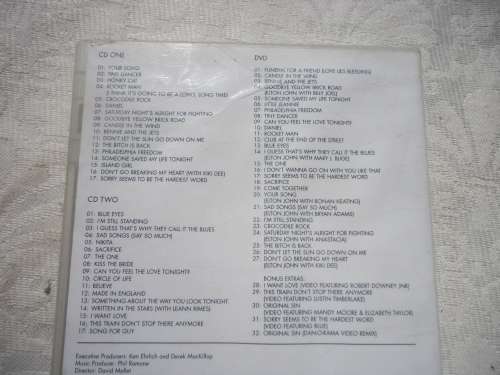 CD ONE
01. YOUR SONG
02. TINY DANCER
03. HONKY CAT
04. ROCKET MAN
(I THINK IT'S GOING TO BE A LONG, LONG TIME)
05. CROCODILE ROCK
06. DANIEL
07. SATURDAY NIGHT'S ALRIGHT FOR FIGHTING
08. GOODBYE YELLOW BRICK ROAD
09. CANDLE IN THE WIND
10. BENNIE AND THE JETS
11. DON'T LET THE SUN GO DOWN ON ME
12. THE BITCH IS BACK
13. PHILADELPHIA FREEDOM
14. SOMEONE SAVED MY LIFE TONIGHT
15. ISLAND GIRL
16. DON'T GO BREAKING MY HEART (WITH KIKI DEE)
17. SORRY SEEMS TO BE THE HARDEST WORD
CD TWO
01. BLUE EYES
02. I'M STILL STANDING
03. I GUESS THAT'S WHY THEY CALL IT THE BLUES
04. SAD SONGS (SAY SO MUCH)
05. NIKITA
06. SACRIFICE
07. THE ONE
08. KISS THE BRIDE
09. CAN YOU FEEL THE LOVE TONIGHT?
10. CIRCLE OF LIFE
11. BELIEVE
12. MADE IN ENGLAND
13. SOMETHING ABOUT THE WAY YOU LOOK TONIGHT
14. WRITTEN IN THE STARS (WITH LEANN RIMES)
15. I WANT LOVE
16. THIS TRAIN DON'T STOP THERE ANYMORE
17. SONG FOR GUY
Executive Producers: Ken Ehrlich and Derek MacKillop
Music Producer: Phil Ramone
Director: David Mallet
DVD
01. FUNERAL FOR A FRIEND (LOVE LIES BLEEDING)
02. CANDLE IN THE WIND
03. BENNIE AND THE JETS
04. GOODBYE YELLOW BRICK ROAD
(ELTON JOHN WITH BILLY JOEL)
05. SOMEONE SAVED MY LIFE TONIGHT
06. LITTLE JEANNIE
07. PHILADELPHIA FREEDOM
08. TINY DANCER
09. CAN YOU FEEL THE LOVE TONIGHT?
10. DANIEL
11. ROCKET MAN
12. CLUB AT THE END OF THE STREET
13. BLUE EYES
14. I GUESS THAT'S WHY THEY CALL IT THE BLUES
(ELTON JOHN WITH MARY J. BLIGE)
15. THE ONE
16. I DON'T WANNA GO ON WITH YOU LIKE THAT
17. SORRY SEEMS TO BE THE HARDEST WORD
18. SACRIFICE
19. COME TOGETHER
20. YOUR SONG
(ELTON JOHN WITH RONAN KEATING)
21. SAD SONGS (SAY SO MUCH)
(ELTON JOHN WITH BRYAN ADAMS)
22. I'M STILL STANDING
23. CROCODILE ROCK
24. SATURDAY NIGHT'S ALRIGHT FOR FIGHTING
(ELTON JOHN WITH ANASTACIA)
25. THE BITCH IS BACK
26. DON'T LET THE SUN GO DOWN ON ME
27. DON'T GO BREAKING MY HEART
(ELTON JOHN WITH KIKI DEE)
BONUS EXTRAS:
28. I WANT LOVE (VIDEO FEATURING ROBERT DOWNEY JNR)
29. THIS TRAIN DON'T STOP THERE ANYMORE
(VIDEO FEATURING JUSTIN TIMBERLAKE)
30. ORIGINAL SIN
(VIDEO FEATURING MANDY MOORE & ELIZABETH TAYLOR)
31. SORRY SEEMS TO BE THE HARDEST WORD
(VIDEO FEATURING BLUE)
32. ORIGINAL SIN (DAN-O-RAMA VIDEO REMIX)